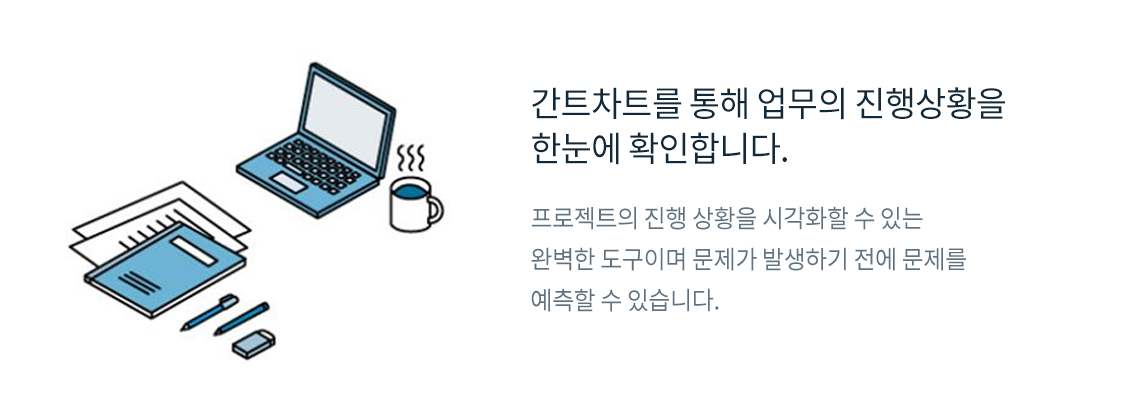 간트차트를 통해 업무의 진행상황을
한눈에 확인합니다.
프로젝트의 진행 상황을 시각화할 수 있는
완벽한 도구이며 문제가 발생하기 전에 문제를
예측할 수 있습니다.